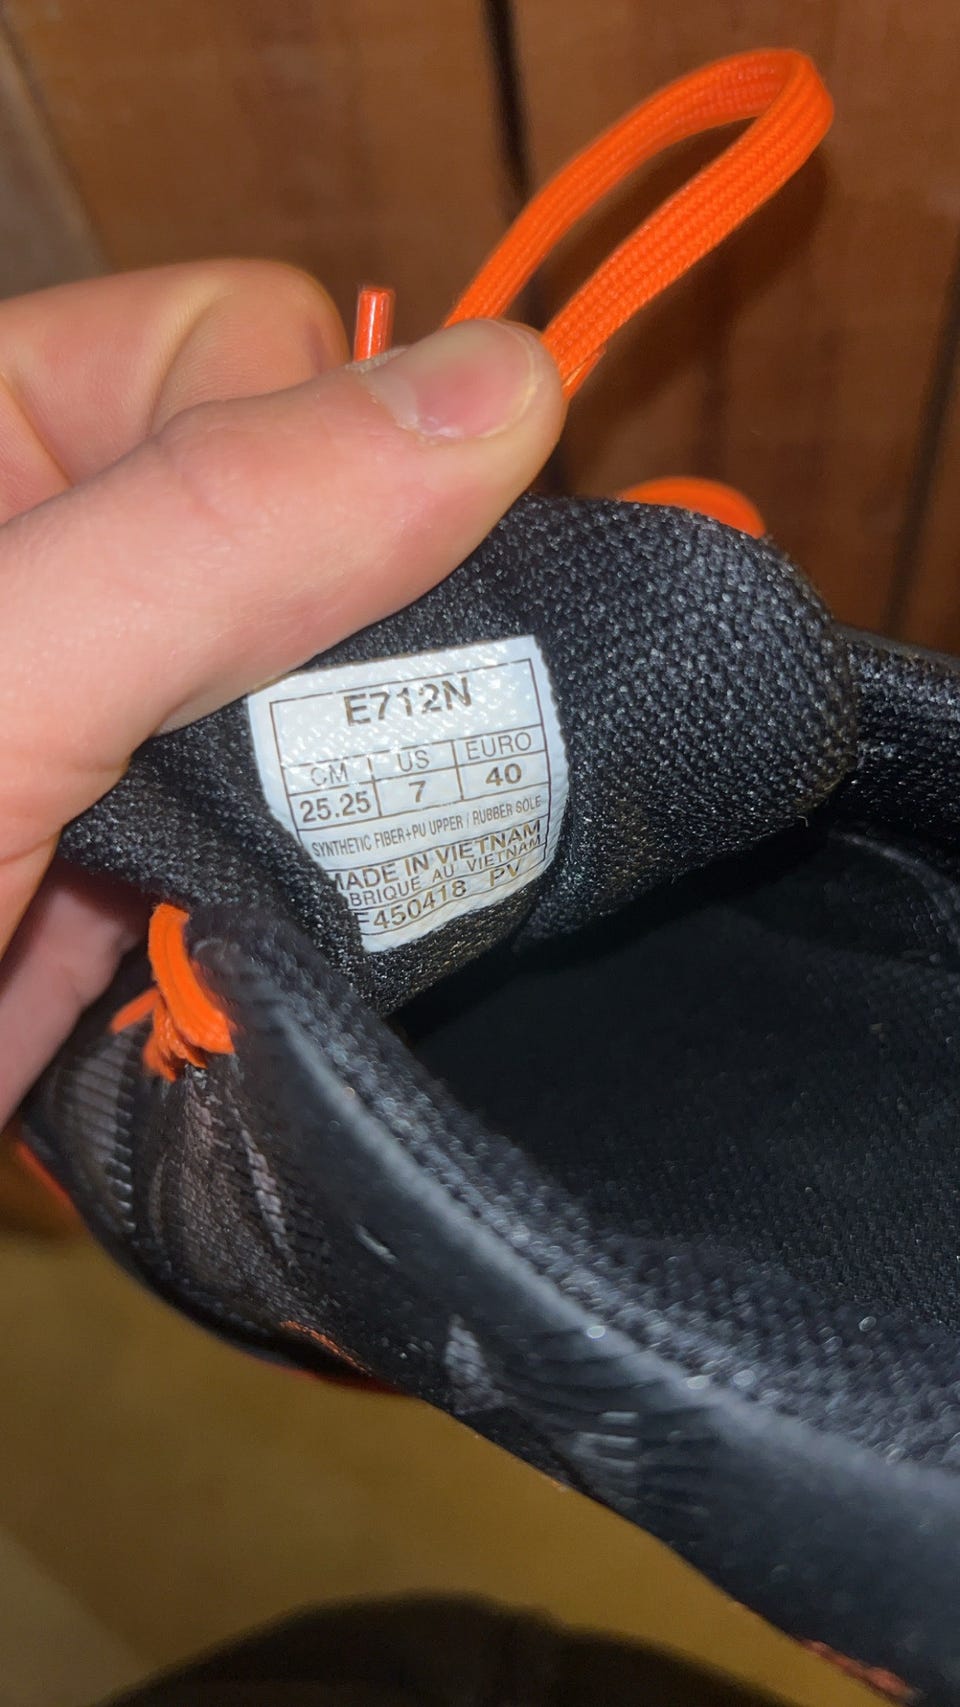 E712N
CM US EURO
25.25 7 40
SYNTHETIC FIBER+PU UPPER / RUBBER SOLE
MADE IN VIETNAM
ABRIQUE AU VIETNAM
F450418 PV